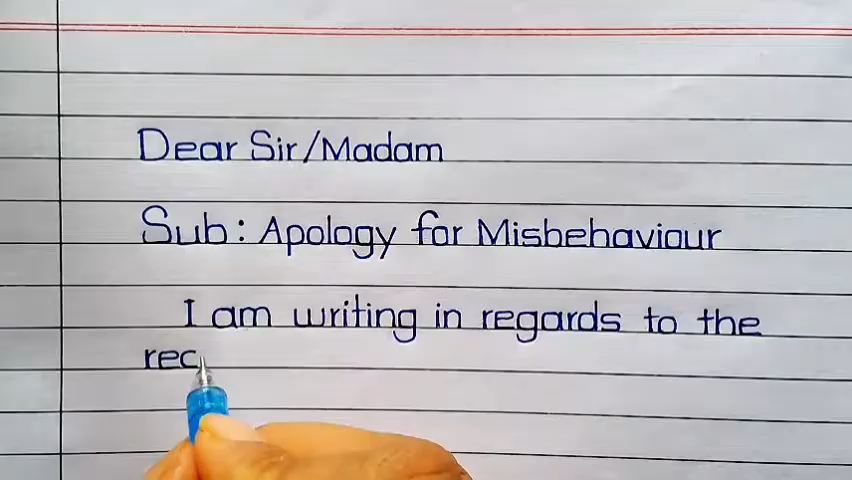 Dear Sir/Madam
Sub: Apology for Misbehaviour
I am writing in regards to the
rec